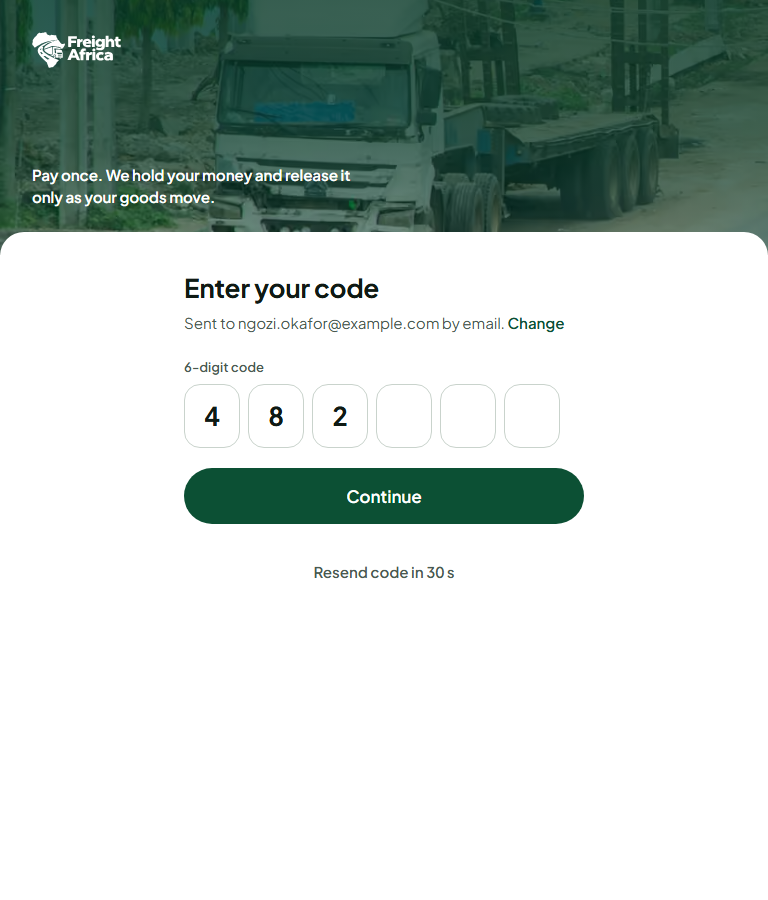 Freight
Africa
Pay once. We hold your money and release it
only as your goods move.
Enter your code
Sent to ngozi.okafor@example.com by email. Change
6-digit code
4 8 2
Continue
Resend code in 30 s